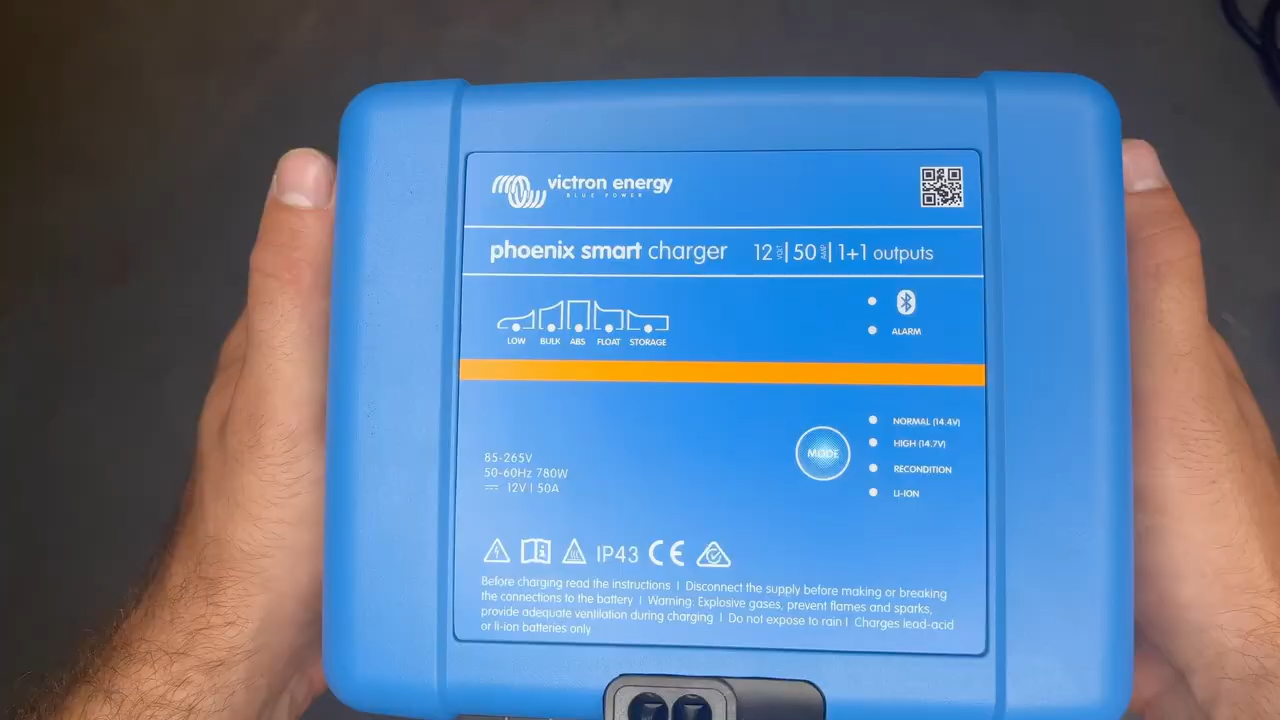 victron energy
BLUE POWER
phoenix smart charger 12 VOLT | 50 AMP | 1+1 outputs
LOW BULK ABS FLOAT STORAGE
ALARM
NORMAL (14.4V)
HIGH (14.7V)
MODE
RECONDITION
LI-ION
85-265V
50-60Hz 780W
12V | 50A
IP43 CE
Before charging read the instructions | Disconnect the supply before making or breaking
the connections to the battery | Warning: Explosive gases, prevent flames and sparks,
provide adequate ventilation during charging | Do not expose to rain | Charges lead-acid
or li-ion batteries only